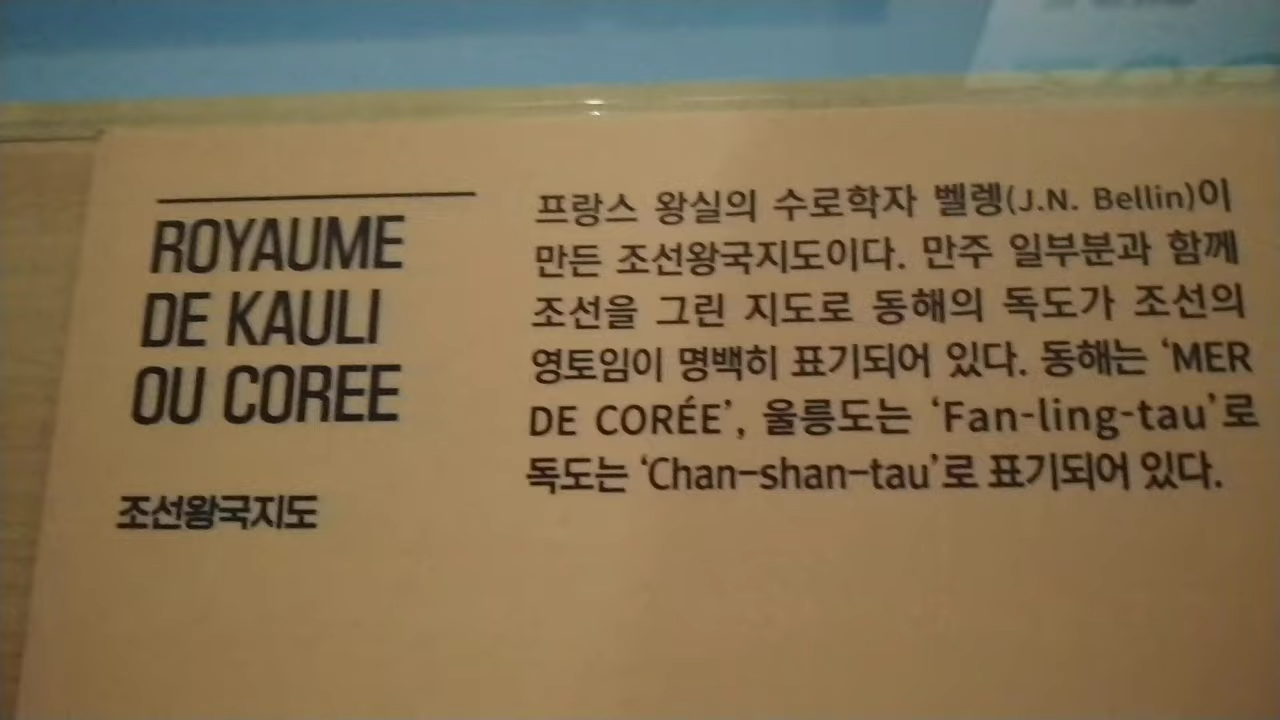 ROYAUME
DE KAULI
OU COREE
조선왕국지도
프랑스 왕실의 수로학자 벨렝(J.N. Bellin)이
만든 조선왕국지도이다. 만주 일부분과 함께
조선을 그린 지도로 동해의 독도가 조선의
영토임이 명백히 표기되어 있다. 동해는 ‘MER
DE CORÉE’, 울릉도는 ‘Fan-ling-tau’로
독도는 ‘Chan-shan-tau’로 표기되어 있다.